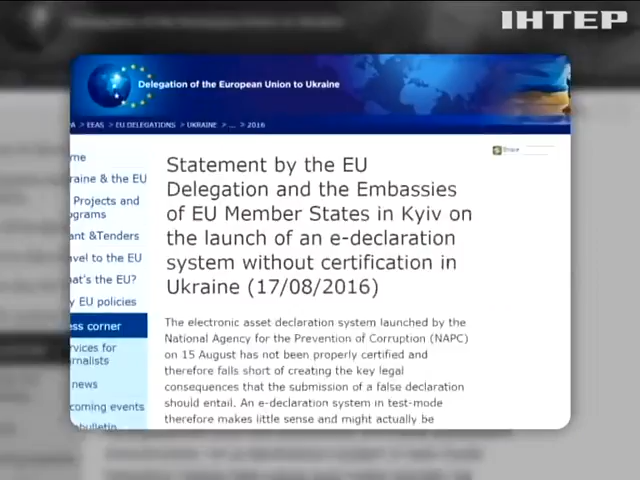 ІНТЕР
Delegation of the European Union to Ukraine
A > EEAS > EU DELEGATIONS > UKRAINE > ... > 2016
me
raine & the EU
Projects and
ograms
ant &Tenders
avel to the EU
at's the EU?
y EU policies
ess corner
rvices for
rnalists
news
coming events
bulletin
Share
Statement by the EU
Delegation and the Embassies
of EU Member States in Kyiv on
the launch of an e-declaration
system without certification in
Ukraine (17/08/2016)
The electronic asset declaration system launched by the
National Agency for the Prevention of Corruption (NAPC)
on 15 August has not been properly certified and
therefore falls short of creating the key legal
consequences that the submission of a false declaration
should entail. An e-declaration system in test-mode
therefore makes little sense and might actually be